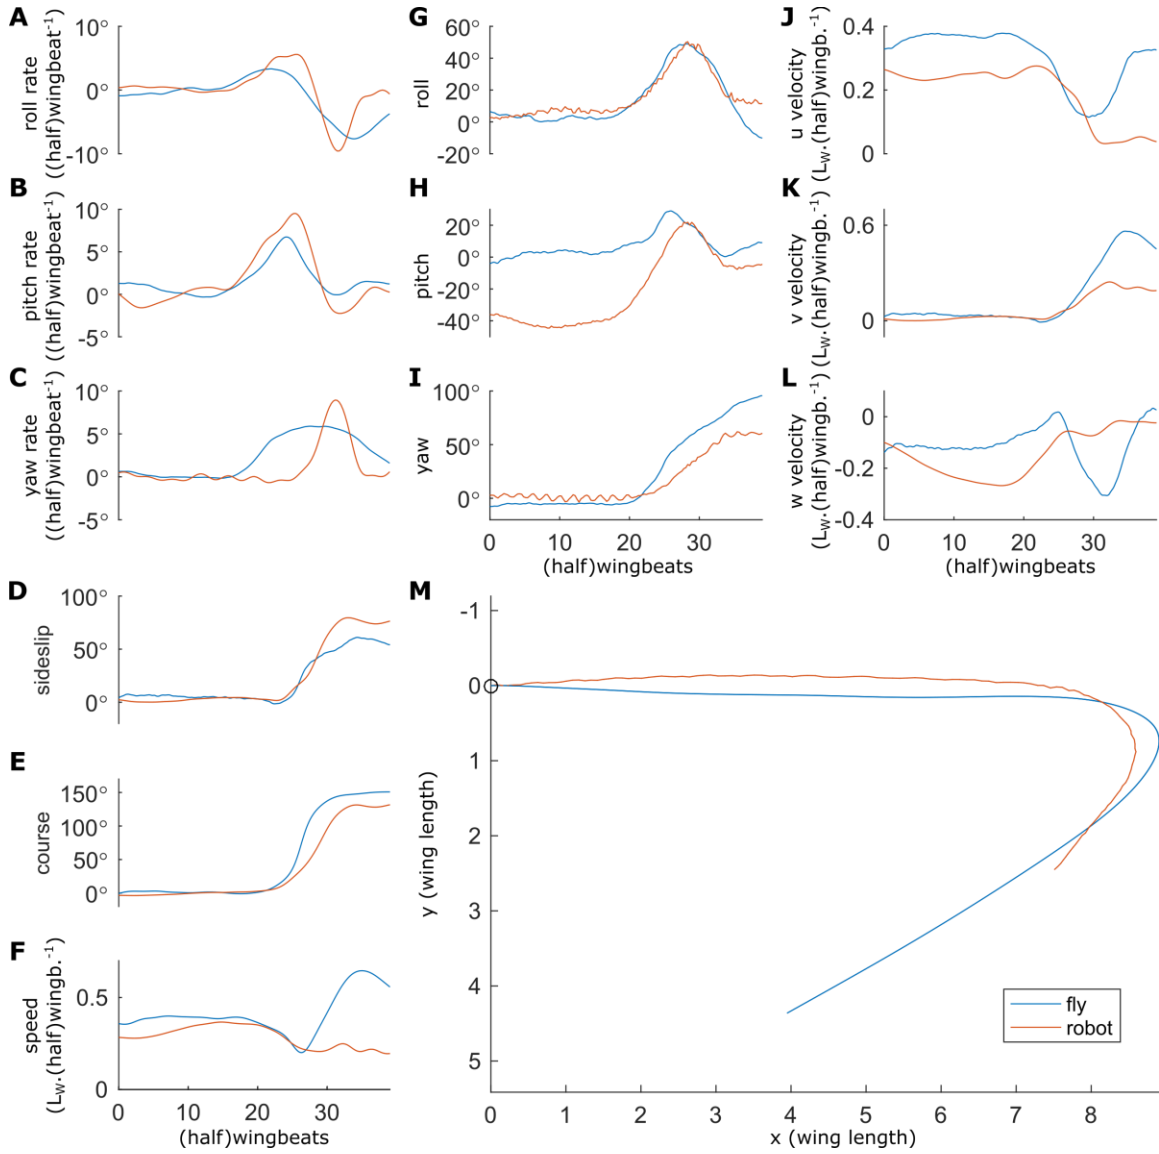 A
roll rate
((half)wingbeat⁻¹)
10°
0°
-10°
G
roll
60°
40°
20°
0°
-20°
J
u velocity
(L_W.(half)wingb.⁻¹)
0.4
0.2
0
B
pitch rate
((half)wingbeat⁻¹)
10°
5°
0°
-5°
H
pitch
20°
0°
-20°
-40°
K
v velocity
(L_W.(half)wingb.⁻¹)
0.6
0
C
yaw rate
((half)wingbeat⁻¹)
10°
5°
0°
-5°
I
yaw
100°
50°
0°
0 10 20 30
(half)wingbeats
L
w velocity
(L_W.(half)wingb.⁻¹)
0
-0.2
-0.4
0 10 20 30
(half)wingbeats
D
sideslip
100°
50°
0°
E
course
150°
100°
50°
0°
F
speed
(L_W.(half)wingb.⁻¹)
0.5
0
0 10 20 30
(half)wingbeats
M
y (wing length)
-1
0
1
2
3
4
5
fly
robot
0 1 2 3 4 5 6 7 8
x (wing length)